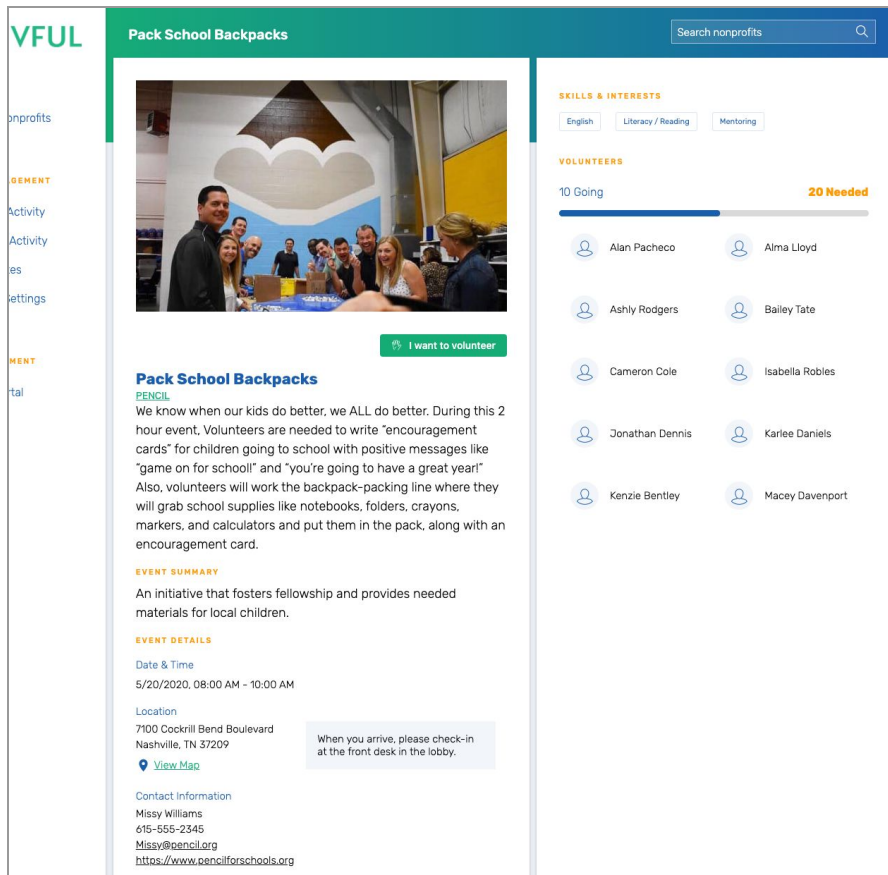 VFUL
Pack School Backpacks
Search nonprofits
onprofits
GEMENT
Activity
Activity
es
ettings
MENT
rtal
I want to volunteer
Pack School Backpacks
PENCIL
We know when our kids do better, we ALL do better. During this 2
hour event, Volunteers are needed to write “encouragement
cards” for children going to school with positive messages like
“game on for school!” and “you’re going to have a great year!”
Also, volunteers will work the backpack-packing line where they
will grab school supplies like notebooks, folders, crayons,
markers, and calculators and put them in the pack, along with an
encouragement card.
EVENT SUMMARY
An initiative that fosters fellowship and provides needed
materials for local children.
EVENT DETAILS
Date & Time
5/20/2020, 08:00 AM - 10:00 AM
Location
7100 Cockrill Bend Boulevard
Nashville, TN 37209
View Map
When you arrive, please check-in
at the front desk in the lobby.
Contact Information
Missy Williams
615-555-2345
Missy@pencil.org
https://www.pencilforschools.org
SKILLS & INTERESTS
English
Literacy / Reading
Mentoring
VOLUNTEERS
10 Going
20 Needed
Alan Pacheco
Alma Lloyd
Ashly Rodgers
Bailey Tate
Cameron Cole
Isabella Robles
Jonathan Dennis
Karlee Daniels
Kenzie Bentley
Macey Davenport